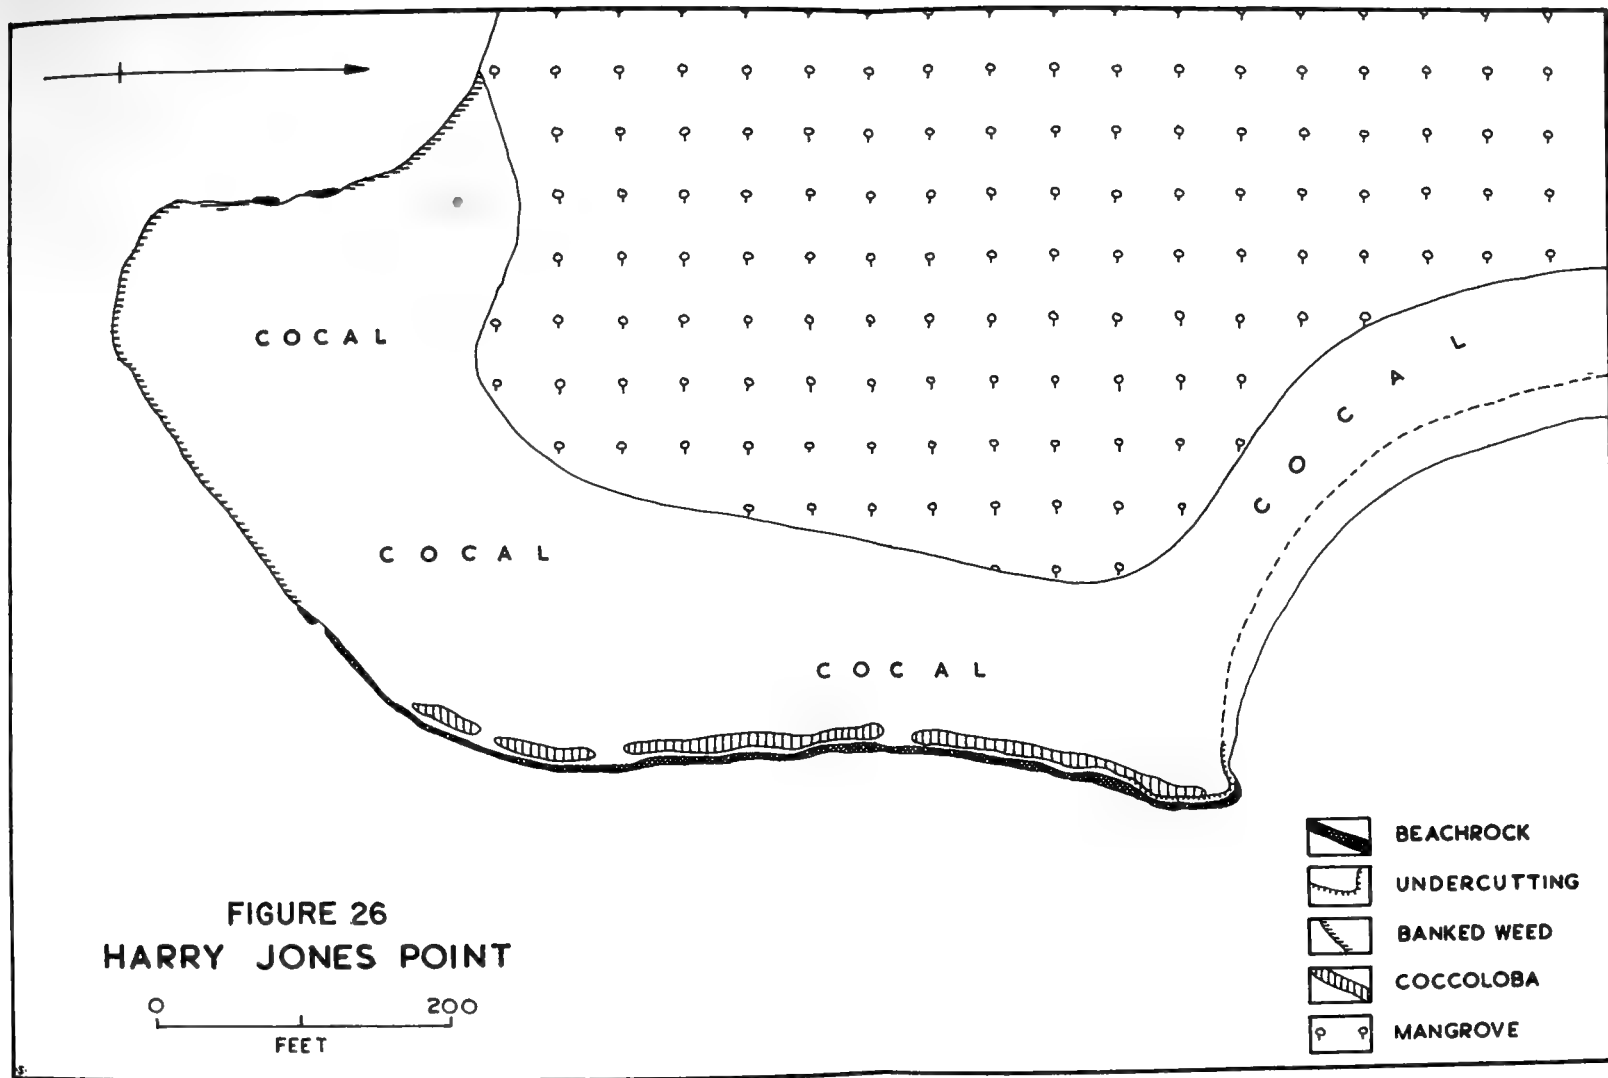 COCAL
COCAL
COCAL
COCAL
FIGURE 26
HARRY JONES POINT
0 200
FEET
BEACHROCK
UNDERCUTTING
BANKED WEED
COCCOLOBA
MANGROVE